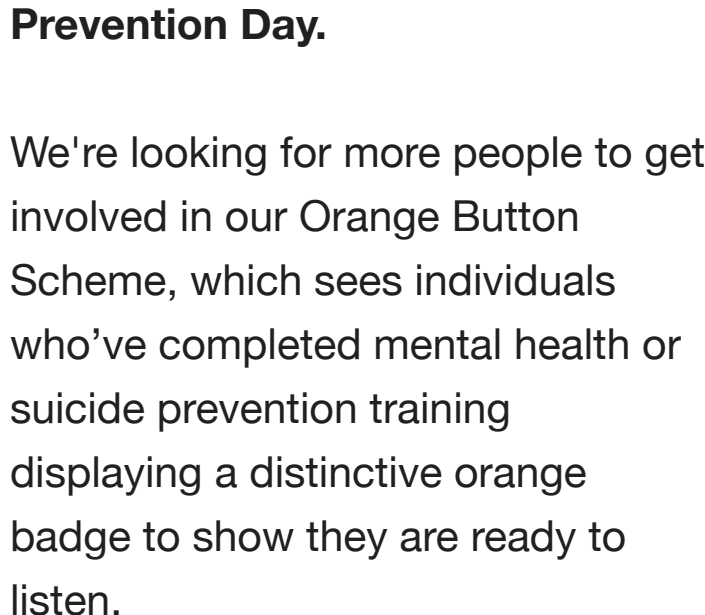 Prevention Day.
We're looking for more people to get
involved in our Orange Button
Scheme, which sees individuals
who’ve completed mental health or
suicide prevention training
displaying a distinctive orange
badge to show they are ready to
listen.